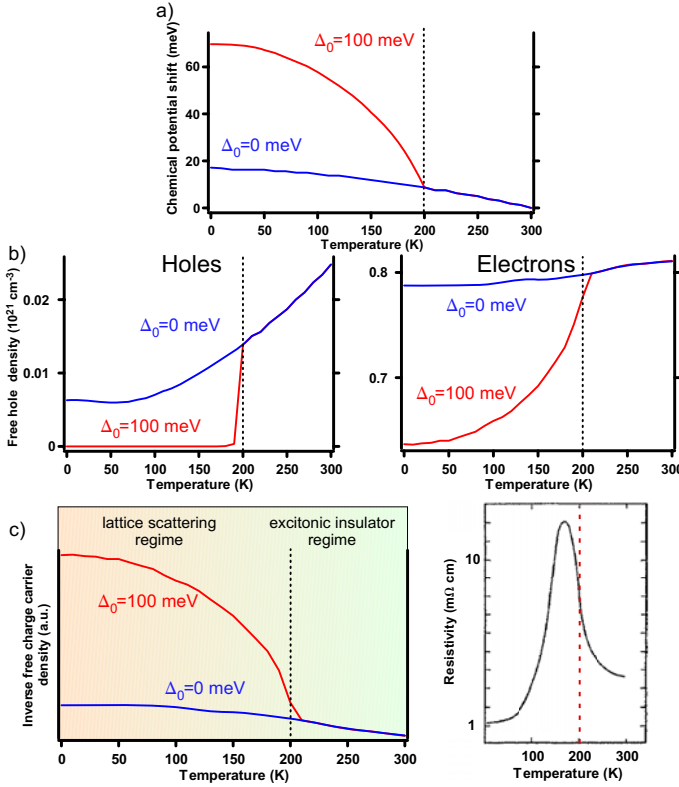 a)
Δ0=100 meV
Δ0=0 meV
Chemical potential shift (meV)
60
40
20
0
0 50 100 150 200 250 300
Temperature (K)
b)
Holes
Δ0=0 meV
Δ0=100 meV
Free hole density (10^21 cm^-3)
0.02
0.01
0
0 50 100 150 200 250 300
Temperature (K)
Electrons
Δ0=0 meV
Δ0=100 meV
0.8
0.7
0 50 100 150 200 250 300
Temperature (K)
c)
lattice scattering
regime
excitonic insulator
regime
Δ0=100 meV
Δ0=0 meV
Inverse free charge carrier
density (a.u.)
0 50 100 150 200 250 300
Temperature (K)
Resistivity (mΩ cm)
10
1
100 200 300
Temperature (K)